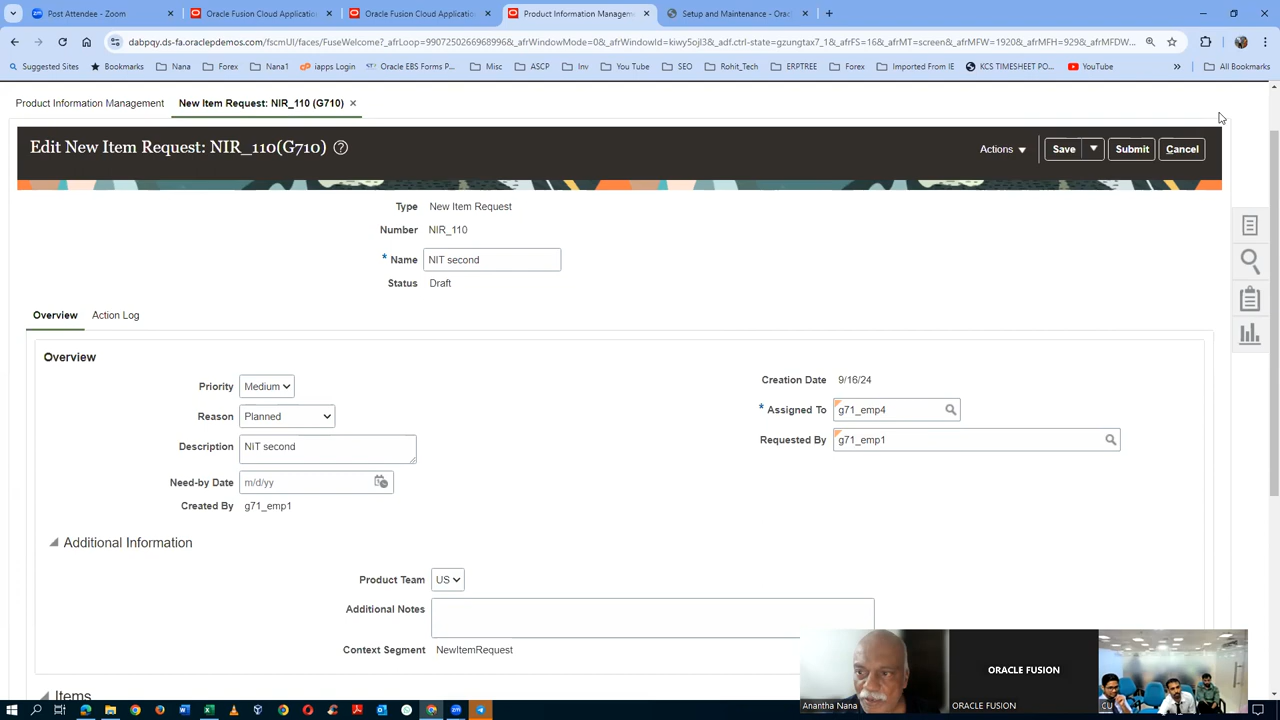 Post Attendee - Zoom
Oracle Fusion Cloud Application
Oracle Fusion Cloud Application
Product Information Managem
Setup and Maintenance - Oracl
dabpqy.ds-fa.oraclepdemos.com/fscmUI/faces/FuseWelcome?_afrLoop=99072502669689968&_afrWindowMode=0&_afrWindowId=kiwy5ojl3&_adf.ctrl-state=gzungtax7_1&_afrFS=16&_afrMT=screen&_afrMFW=1920&_afrMFH=929&_afrMFDW...
Suggested Sites
Bookmarks
Nana
Forex
Nana1
iapps Login
Oracle EBS Forms P...
Misc
ASCP
Inv
You Tube
SEO
Rohit_Tech
ERPTREE
Forex
Imported From IE
KCS TIMESHEET PO...
YouTube
»
All Bookmarks
Product Information Management
New Item Request: NIR_110 (G710) ×
Edit New Item Request: NIR_110(G710) ?
Actions
Save
Submit
Cancel
Type New Item Request
Number NIR_110
* Name NIT second
Status Draft
Overview
Action Log
Overview
Priority Medium
Reason Planned
Description NIT second
Need-by Date m/d/yy
Created By g71_emp1
Creation Date 9/16/24
* Assigned To g71_emp4
Requested By g71_emp1
Additional Information
Product Team US
Additional Notes
Context Segment NewItemRequest
Items
Anantha Nana
ORACLE FUSION
ORACLE FUSION
CU